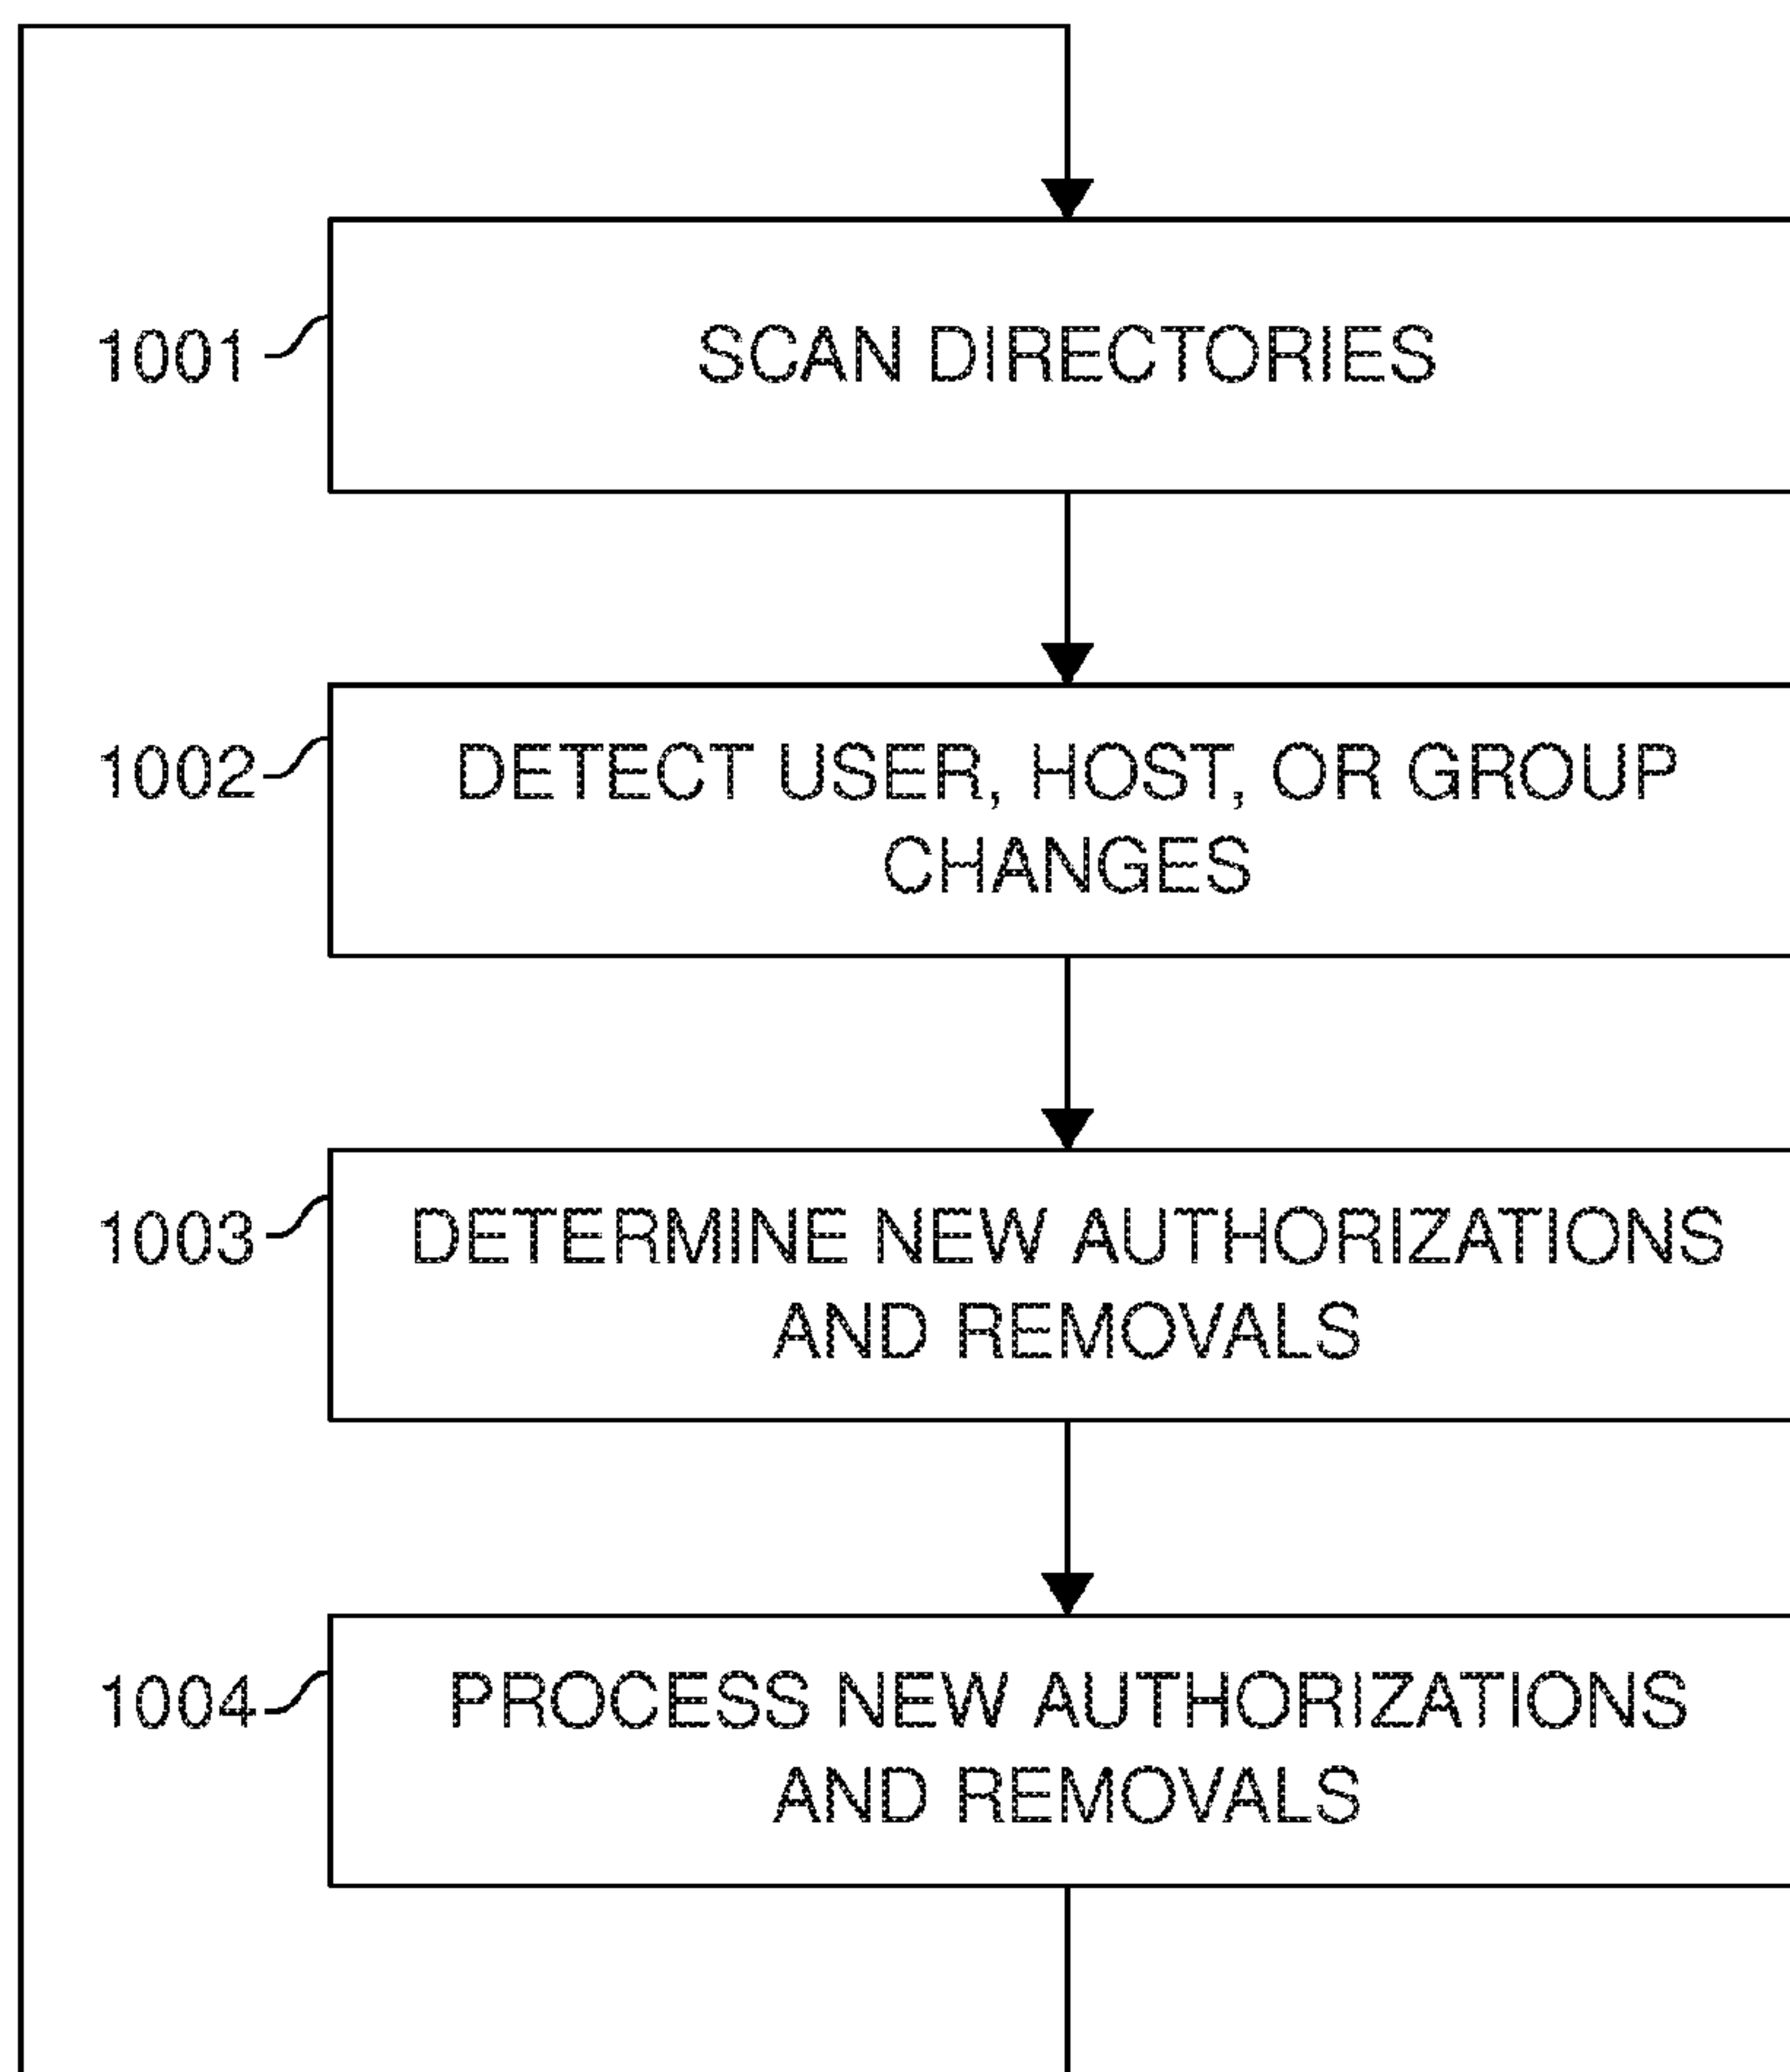 1001
SCAN DIRECTORIES
1002
DETECT USER, HOST, OR GROUP
CHANGES
1003
DETERMINE NEW AUTHORIZATIONS
AND REMOVALS
1004
PROCESS NEW AUTHORIZATIONS
AND REMOVALS